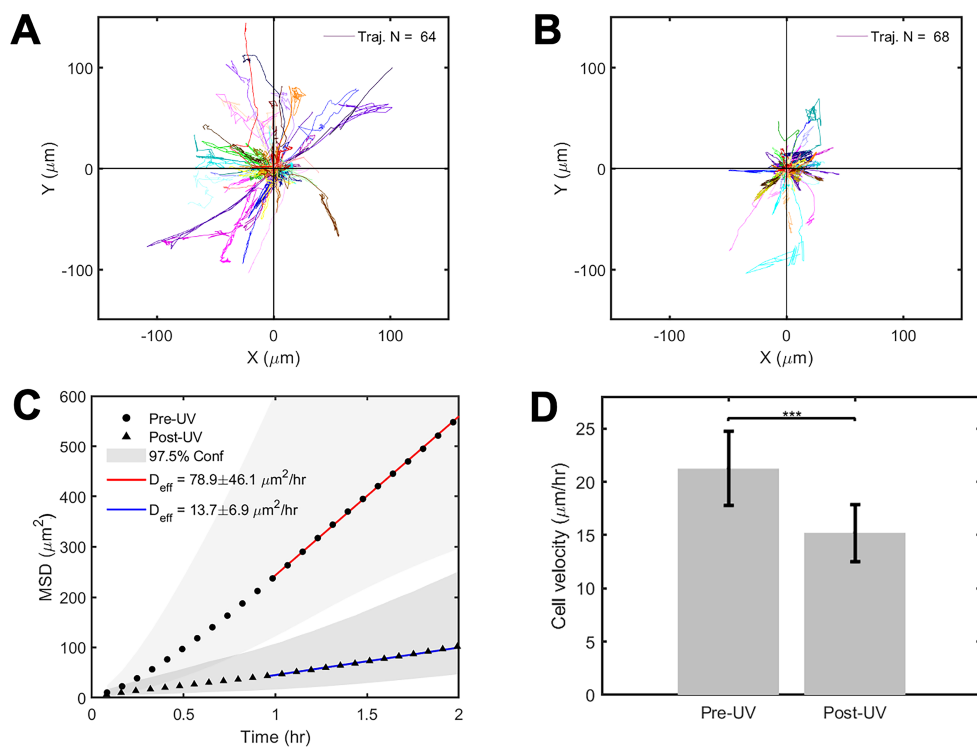 A
Traj. N = 64
100
0
-100
Y (μm)
-100
0
100
X (μm)
B
Traj. N = 68
100
0
-100
Y (μm)
-100
0
100
X (μm)
C
600
500
400
300
200
100
0
MSD (μm²)
Pre-UV
Post-UV
97.5% Conf
D_eff = 78.9±46.1 μm²/hr
D_eff = 13.7±6.9 μm²/hr
0
0.5
1
1.5
2
Time (hr)
D
25
20
15
10
5
0
Cell velocity (μm/hr)
***
Pre-UV
Post-UV